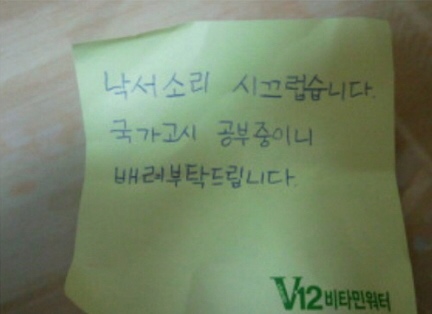 낙서소리 시끄럽습니다.
국가고시 공부중이니
배려부탁드립니다.
V12 비타민워터